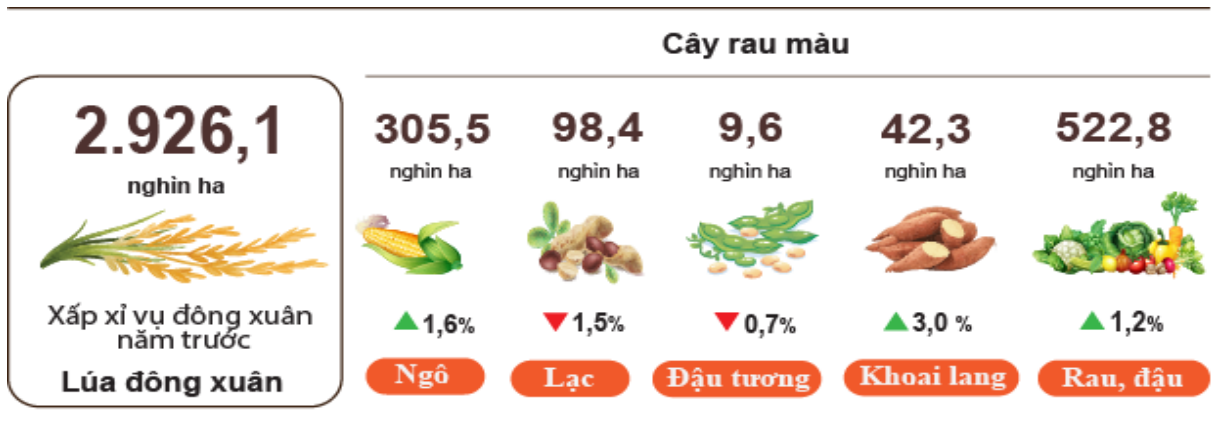 Cây rau màu
2.926,1
nghìn ha
Xấp xỉ vụ đông xuân
năm trước
Lúa đông xuân
305,5 98,4 9,6 42,3 522,8
nghìn ha nghìn ha nghìn ha nghìn ha nghìn ha
▲ 1,6% ▼ 1,5% ▼ 0,7% ▲ 3,0 % ▲ 1,2%
Ngô Lạc Đậu tương Khoai lang Rau, đậu